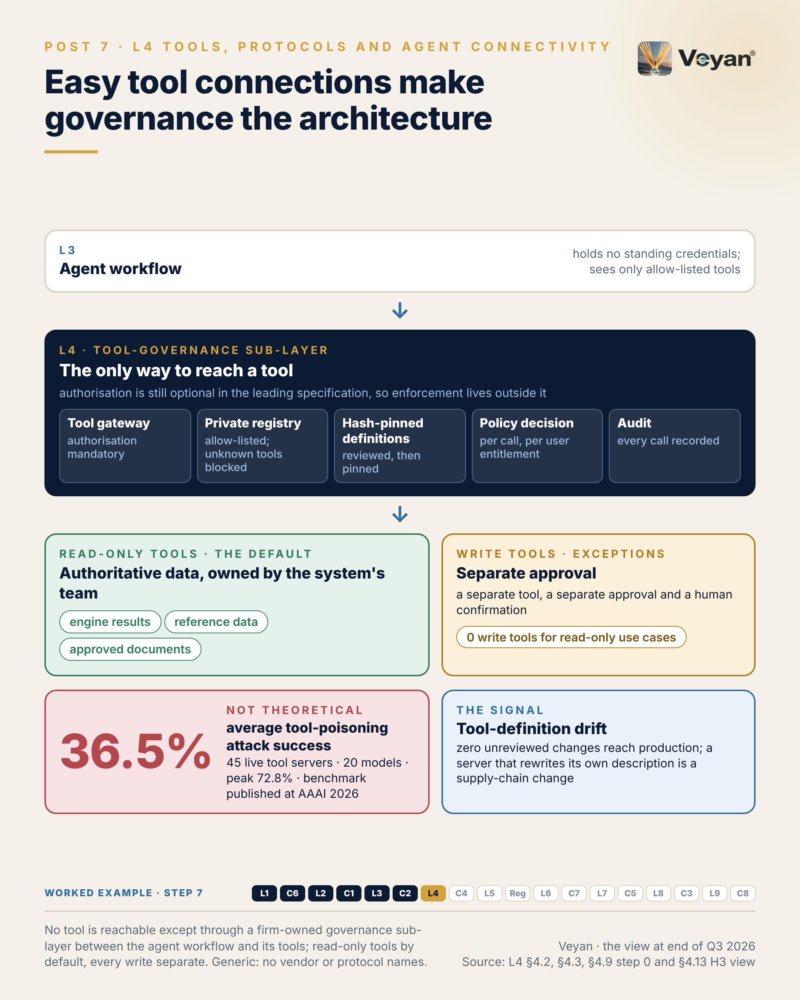 POST 7 · L4 TOOLS, PROTOCOLS AND AGENT CONNECTIVITY
Veyan®
Easy tool connections make
governance the architecture
L3
Agent workflow
holds no standing credentials;
sees only allow-listed tools
↓
L4 · TOOL-GOVERNANCE SUB-LAYER
The only way to reach a tool
authorisation is still optional in the leading specification, so enforcement lives outside it
Tool gateway
authorisation
mandatory
Private registry
allow-listed;
unknown tools
blocked
Hash-pinned
definitions
reviewed, then
pinned
Policy decision
per call, per user
entitlement
Audit
every call recorded
↓
READ-ONLY TOOLS · THE DEFAULT
Authoritative data, owned by the system's
team
engine results
reference data
approved documents
WRITE TOOLS · EXCEPTIONS
Separate approval
a separate tool, a separate approval and a human
confirmation
0 write tools for read-only use cases
36.5%
NOT THEORETICAL
average tool-poisoning
attack success
45 live tool servers · 20 models ·
peak 72.8% · benchmark
published at AAAI 2026
THE SIGNAL
Tool-definition drift
zero unreviewed changes reach production; a
server that rewrites its own description is a
supply-chain change
WORKED EXAMPLE · STEP 7
L1 C6 L2 C1 L3 C2 L4 C4 L5 Reg L6 C7 L7 C5 L8 C3 L9 C8
No tool is reachable except through a firm-owned governance sub-
layer between the agent workflow and its tools; read-only tools by
default, every write separate. Generic: no vendor or protocol names.
Veyan · the view at end of Q3 2026
Source: L4 §4.2, §4.3, §4.9 step 0 and §4.13 H3 view